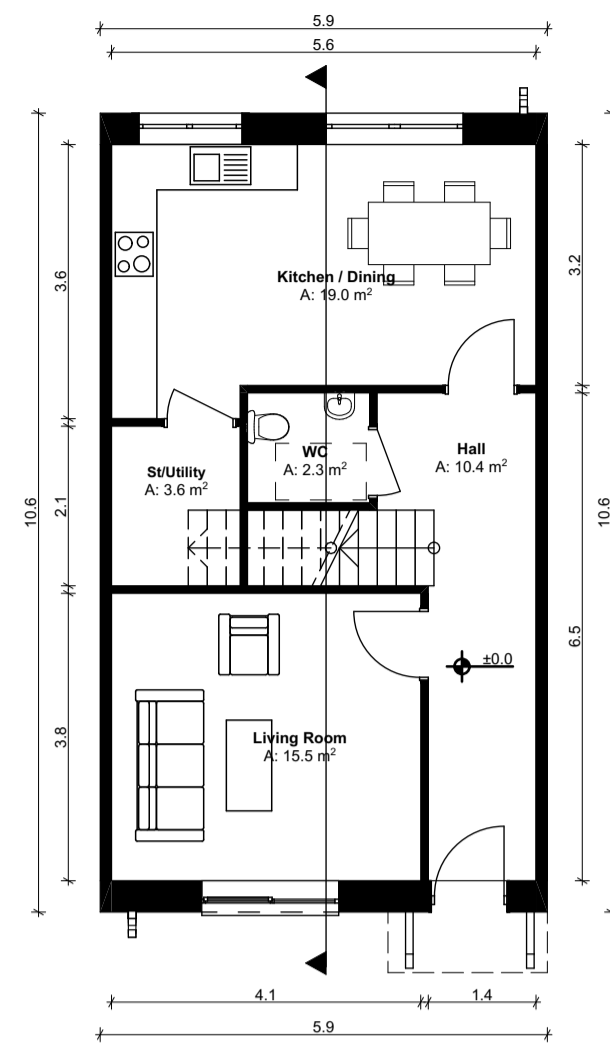 5.9
5.6
3.6
3.2
Kitchen / Dining
A: 19.0 m²
WC
A: 2.3 m²
Hall
A: 10.4 m²
St/Utility
A: 3.6 m²
10.6
2.1
10.6
6.5
±0.0
3.8
Living Room
A: 15.5 m²
4.1
1.4
5.9